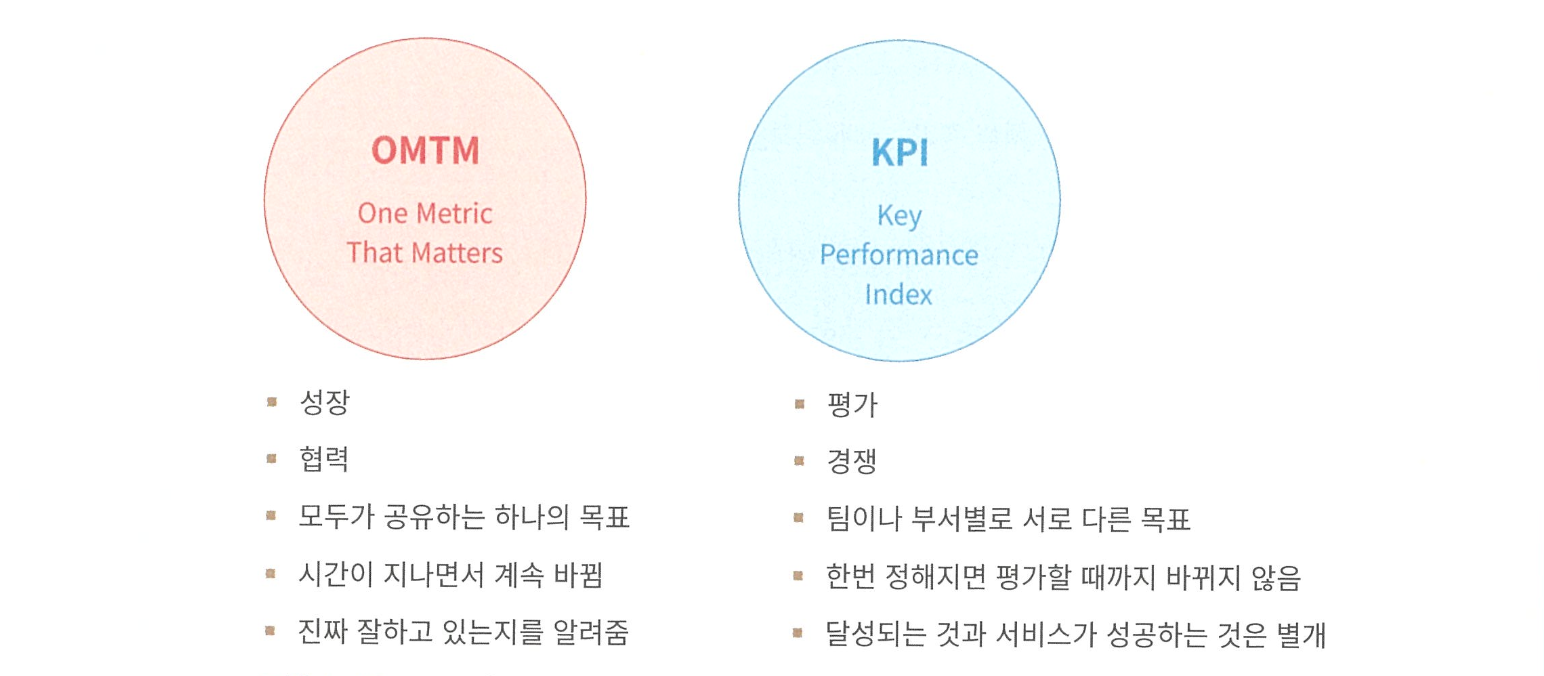 OMTM
One Metric
That Matters
성장
협력
모두가 공유하는 하나의 목표
시간이 지나면서 계속 바뀜
진짜 잘하고 있는지를 알려줌
KPI
Key
Performance
Index
평가
경쟁
팀이나 부서별로 서로 다른 목표
한번 정해지면 평가할 때까지 바뀌지 않음
달성되는 것과 서비스가 성공하는 것은 별개